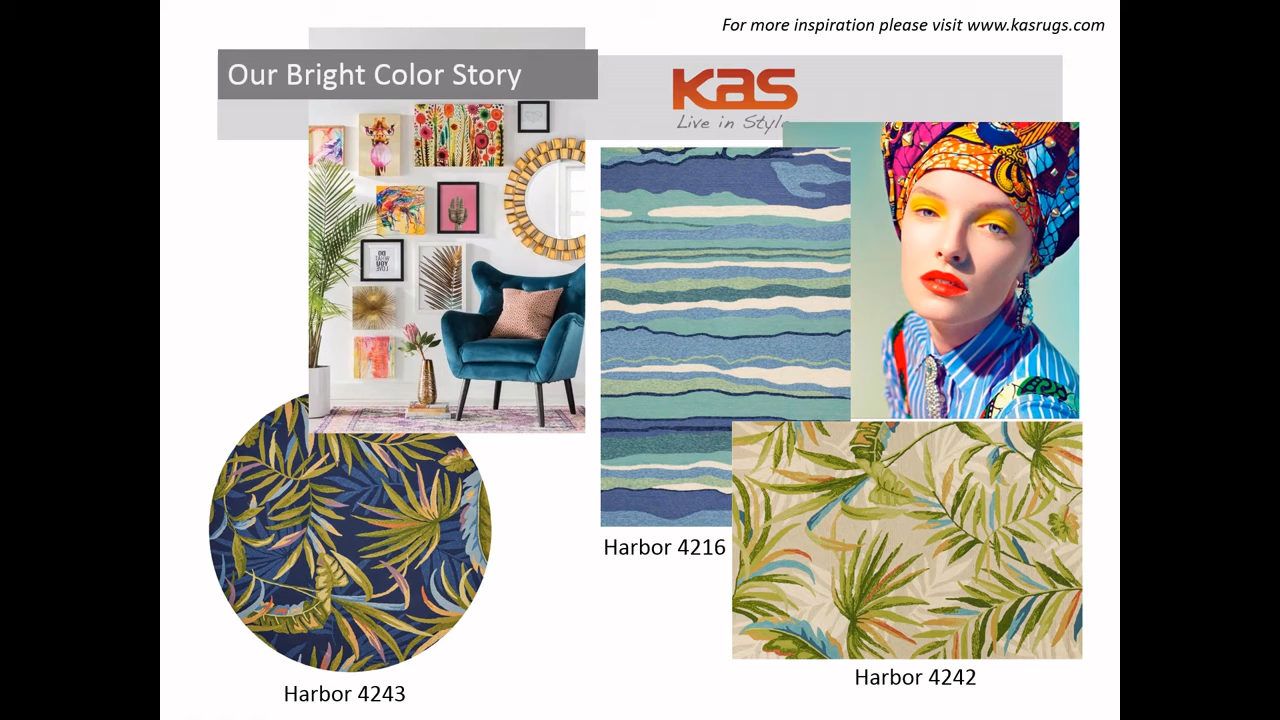 For more inspiration please visit www.kasrugs.com
Our Bright Color Story
Kas
Live in Style
Harbor 4216
Harbor 4242
Harbor 4243